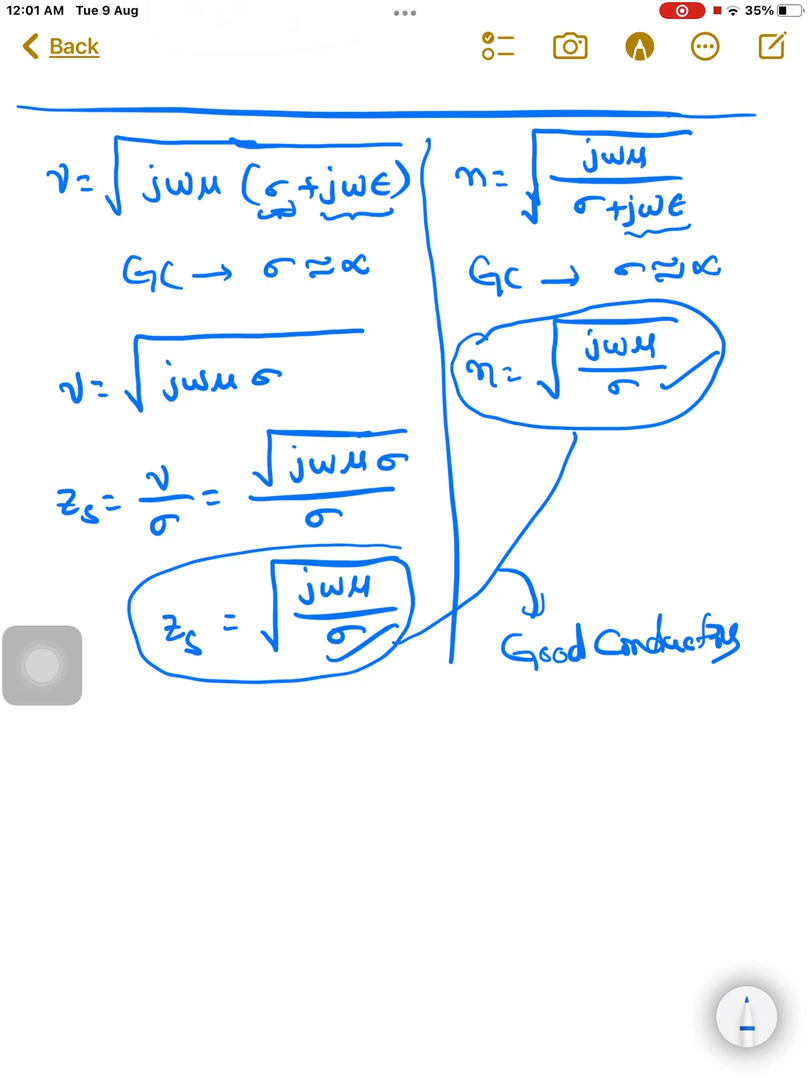 12:01 AM Tue 9 Aug
35%
Back
γ = √(jωμ (σ + jωϵ))
GC → σ ≅ ∝
γ = √(jωμ σ)
Zs = γ/σ = √(jωμσ)/σ
Zs = √(jωμ/σ)
η = √(jωμ/(σ + jωϵ))
GC → σ ≅ ∝
η = √(jωμ/σ)
Good Conductors